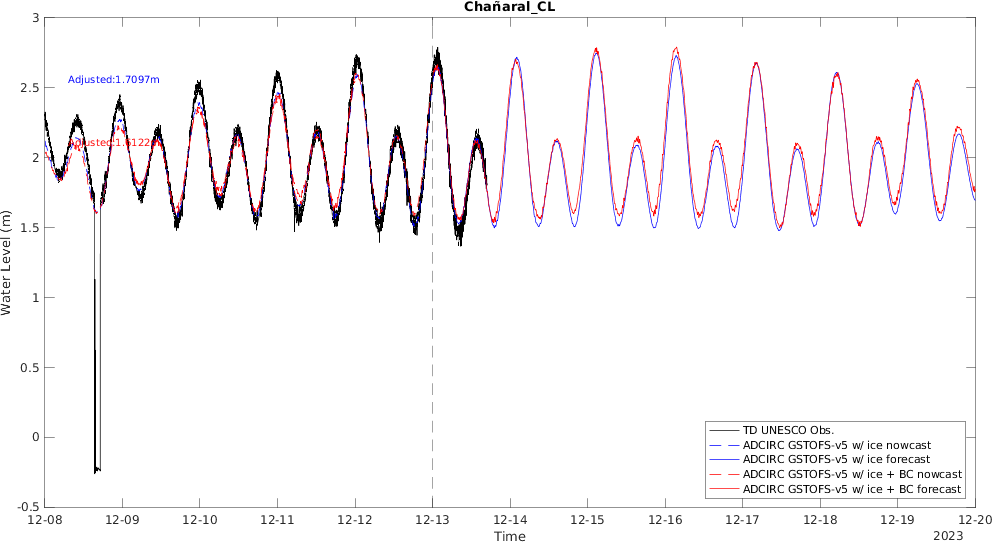 Chañaral_CL
Adjusted:1.7097m
3
2.5
2
1.5
1
0.5
0
-0.5
Water Level (m)
TD UNESCO Obs.
ADCIRC GSTOFS-v5 w/ ice nowcast
ADCIRC GSTOFS-v5 w/ ice forecast
ADCIRC GSTOFS-v5 w/ ice + BC nowcast
ADCIRC GSTOFS-v5 w/ ice + BC forecast
12-08 12-09 12-10 12-11 12-12 12-13 12-14 12-15 12-16 12-17 12-18 12-19 12-20
Time
2023